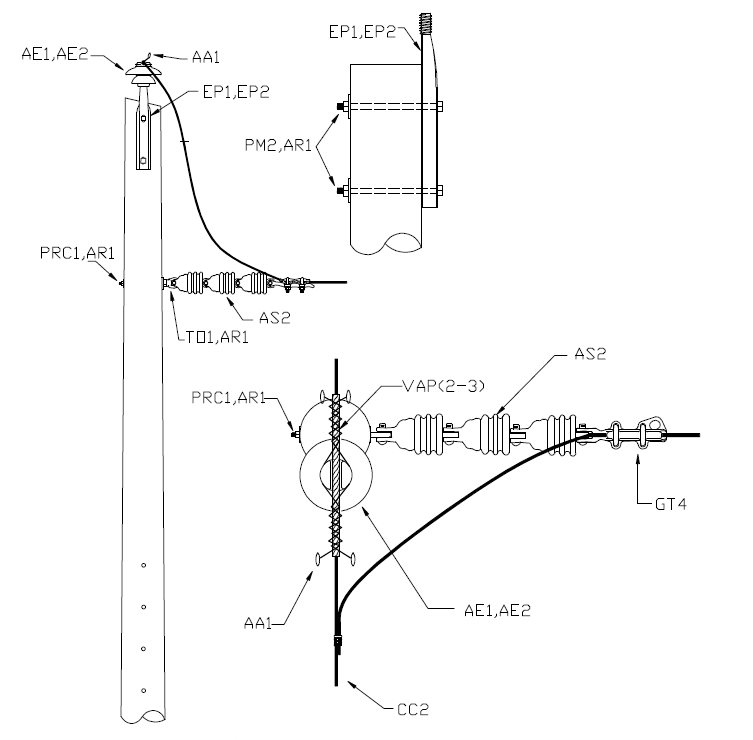 AE1,AE2
AA1
EP1,EP2
EP1,EP2
PM2,AR1
PRC1,AR1
AS2
TO1,AR1
PRC1,AR1
VAP(2-3)
AS2
GT4
AE1,AE2
AA1
CC2